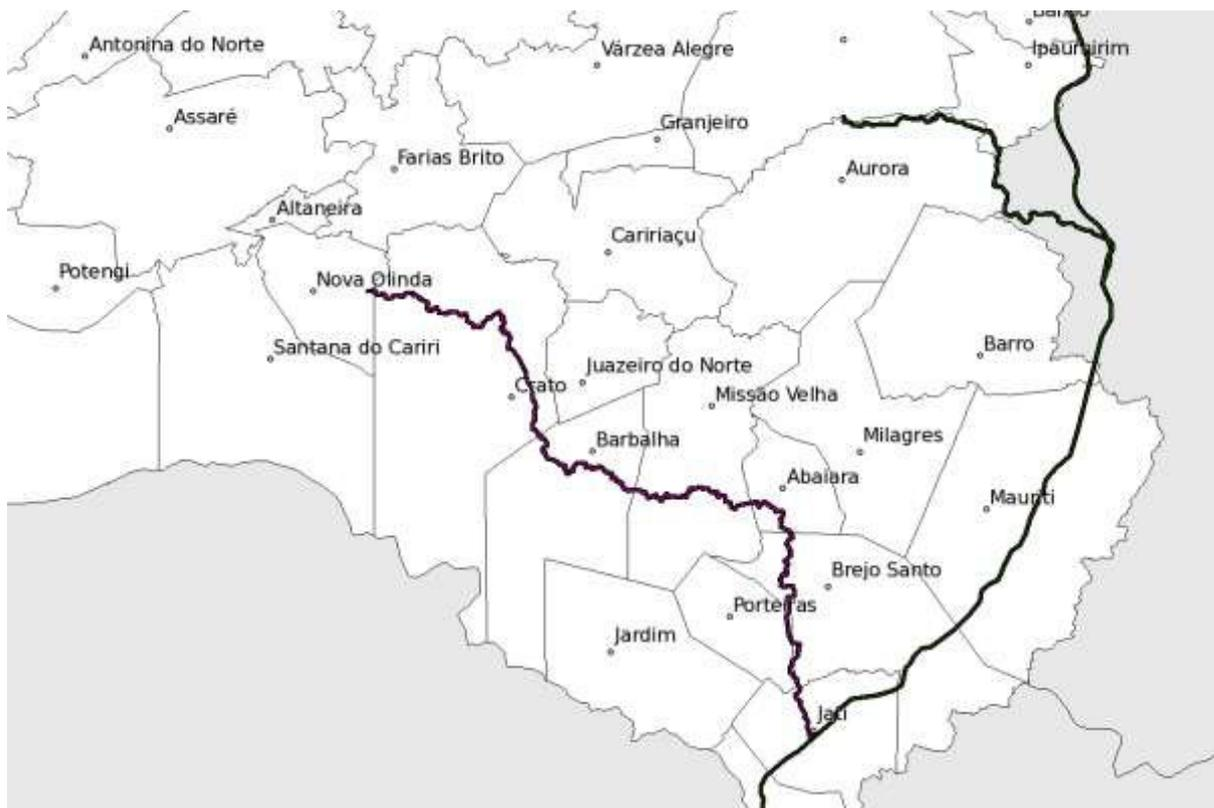 Baixio
Antonina do Norte
Várzea Alegre
Ipaumirim
Assaré
Granjeiro
Farias Brito
Aurora
Altaneira
Caririaçu
Potengi
Nova Olinda
Santana do Cariri
Barro
Juazeiro do Norte
Crato
Missão Velha
Barbalha
Milagres
Abaiara
Mauriti
Brejo Santo
Porteiras
Jardim
Jati